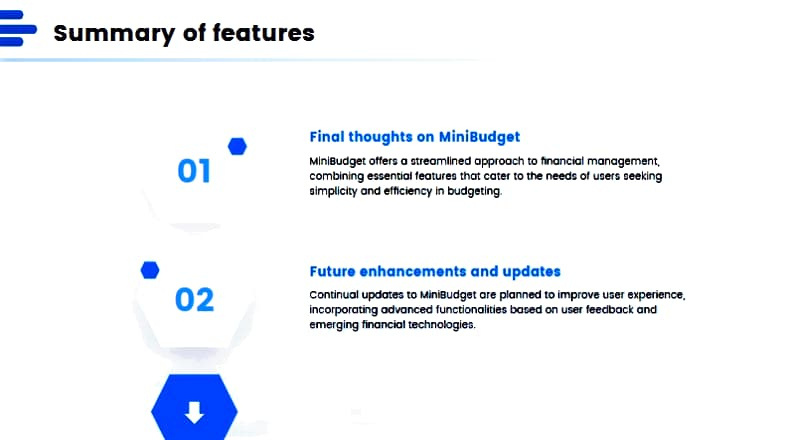 Summary of features
01
Final thoughts on MiniBudget
MiniBudget offers a streamlined approach to financial management,
combining essential features that cater to the needs of users seeking
simplicity and efficiency in budgeting.
02
Future enhancements and updates
Continual updates to MiniBudget are planned to improve user experience,
incorporating advanced functionalities based on user feedback and
emerging financial technologies.